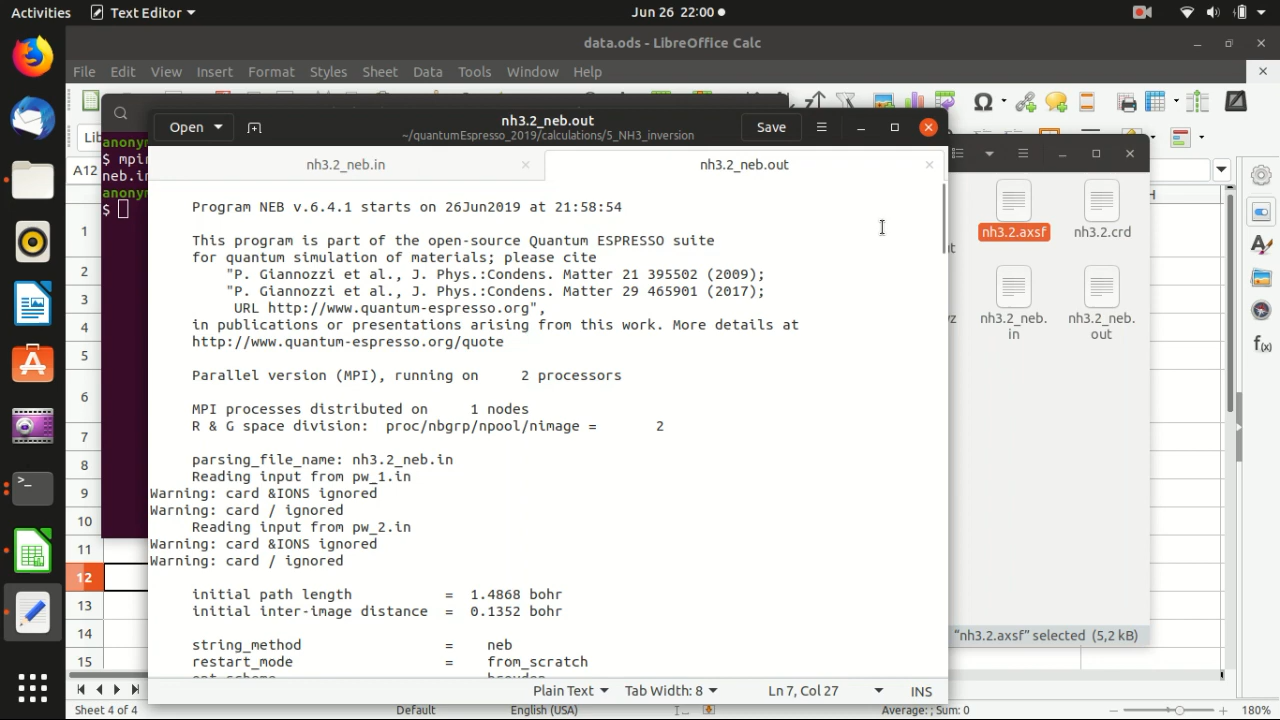 Activities
Text Editor
Jun 26 22:00
data.ods - LibreOffice Calc
File Edit View Insert Format Styles Sheet Data Tools Window Help
Open
nh3.2_neb.out
~/quantumEspresso_2019/calculations/5_NH3_inversion
Save
nh3.2_neb.in
nh3.2_neb.out
anonym
$ mpi
neb.in
anonym
$
A12
H
Program NEB v.6.4.1 starts on 26Jun2019 at 21:58:54
This program is part of the open-source Quantum ESPRESSO suite
for quantum simulation of materials; please cite
"P. Giannozzi et al., J. Phys.:Condens. Matter 21 395502 (2009);
"P. Giannozzi et al., J. Phys.:Condens. Matter 29 465901 (2017);
URL http://www.quantum-espresso.org",
in publications or presentations arising from this work. More details at
http://www.quantum-espresso.org/quote
Parallel version (MPI), running on 2 processors
MPI processes distributed on 1 nodes
R & G space division: proc/nbgrp/npool/nimage = 2
parsing_file_name: nh3.2_neb.in
Reading input from pw_1.in
Warning: card &IONS ignored
Warning: card / ignored
Reading input from pw_2.in
Warning: card &IONS ignored
Warning: card / ignored
initial path length = 1.4868 bohr
initial inter-image distance = 0.1352 bohr
string_method = neb
restart_mode = from_scratch
nh3.2.axsf
nh3.2.crd
nh3.2_neb.
in
nh3.2_neb.
out
"nh3.2.axsf" selected (5,2 kB)
1
2
3
4
5
6
7
8
9
10
11
12
13
14
15
Plain Text
Tab Width: 8
Ln 7, Col 27
INS
Sheet 4 of 4
Default
English (USA)
Average: ; Sum: 0
180%